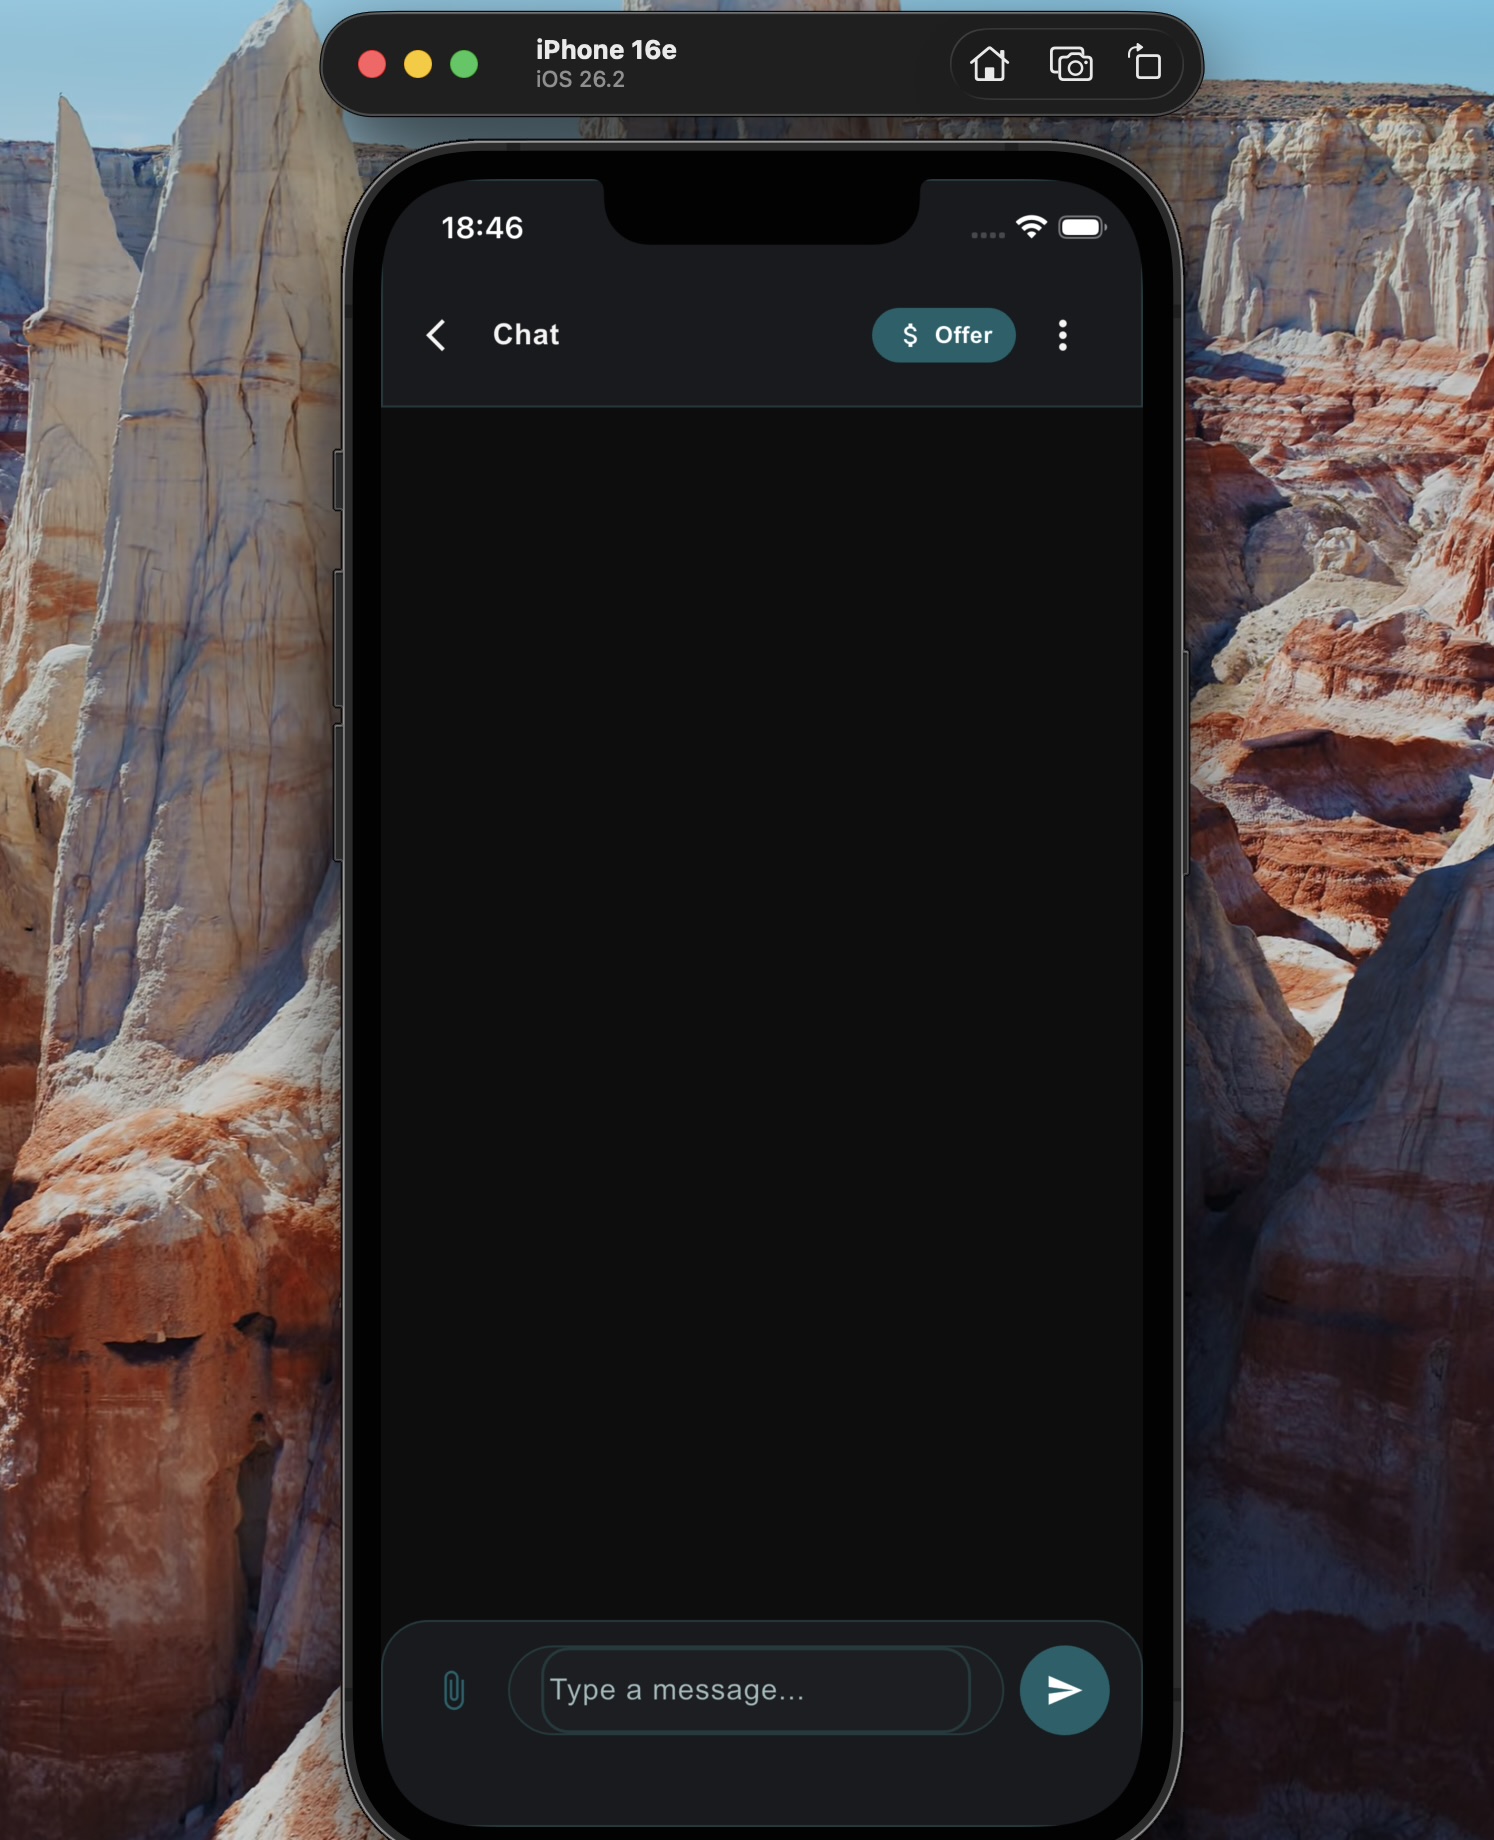 iPhone 16e
iOS 26.2
18:46
Chat
$ Offer
Type a message...